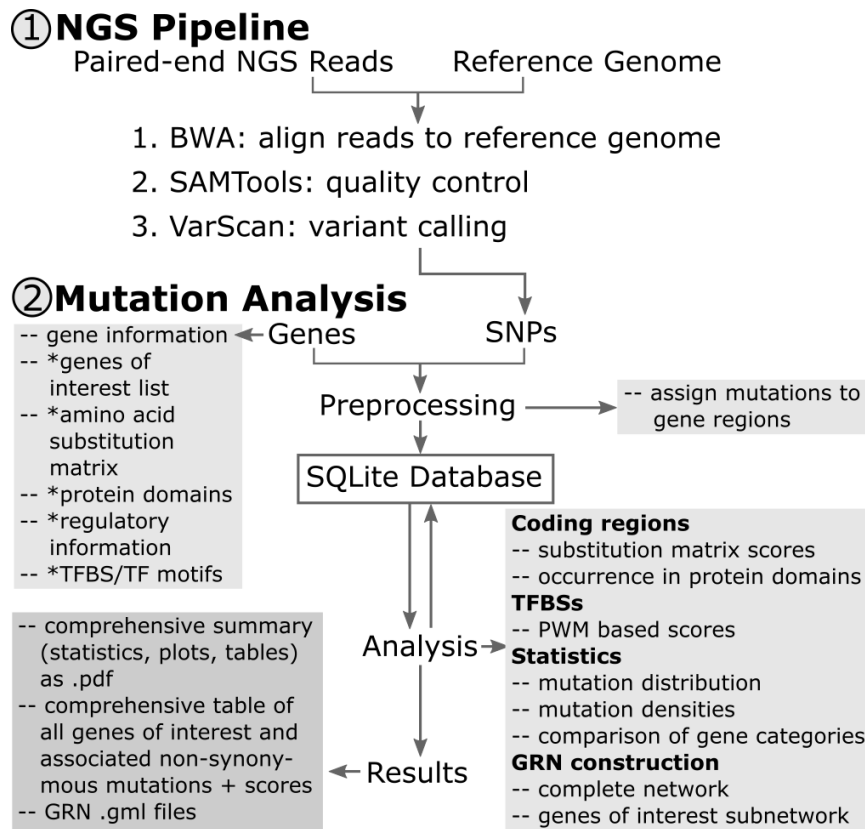 ① NGS Pipeline
Paired-end NGS Reads
Reference Genome
1. BWA: align reads to reference genome
2. SAMTools: quality control
3. VarScan: variant calling
② Mutation Analysis
-- gene information
-- *genes of
interest list
-- *amino acid
substitution
matrix
-- *protein domains
-- *regulatory
information
-- *TFBS/TF motifs
Genes
SNPs
Preprocessing
-- assign mutations to
gene regions
SQLite Database
Analysis
Coding regions
-- substitution matrix scores
-- occurrence in protein domains
TFBSs
-- PWM based scores
Statistics
-- mutation distribution
-- mutation densities
-- comparison of gene categories
GRN construction
-- complete network
-- genes of interest subnetwork
Results
-- comprehensive summary
(statistics, plots, tables)
as .pdf
-- comprehensive table of
all genes of interest and
associated non-synony-
mous mutations + scores
-- GRN .gml files